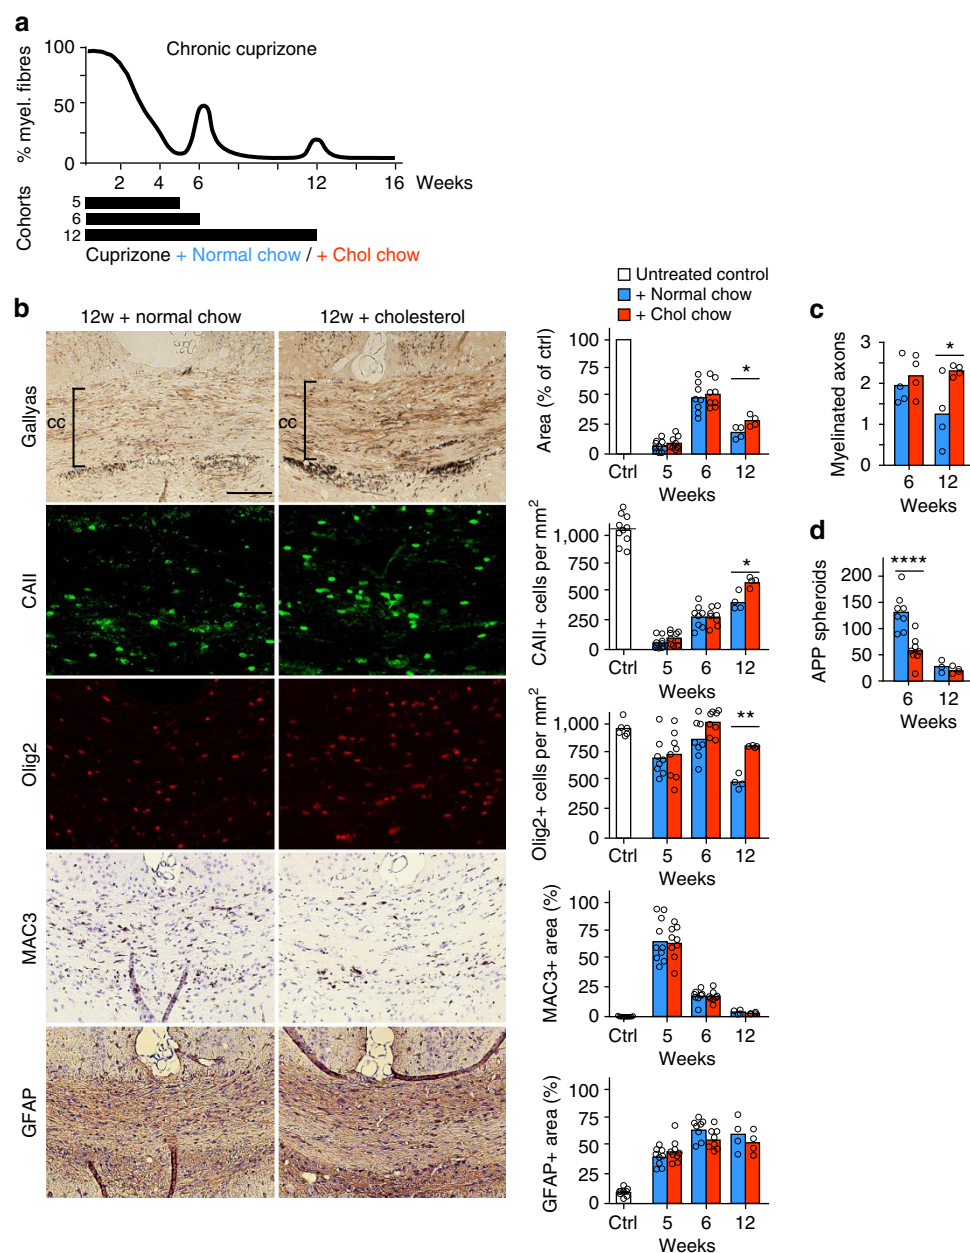 a
Chronic cuprizone
% myel. fibres
100
50
0
2 4 6 12 16 Weeks
Cohorts
5
6
12
Cuprizone + Normal chow / + Chol chow
b
12w + normal chow 12w + cholesterol
Gallyas
cc
cc
CAII
Olig2
MAC3
GFAP
Untreated control
+ Normal chow
+ Chol chow
Area (% of ctrl)
100
75
50
25
0
*
Ctrl 5 6 12
Weeks
CAII+ cells per mm²
1,000
750
500
250
0
*
Ctrl 5 6 12
Weeks
Olig2+ cells per mm²
1,000
750
500
250
0
**
Ctrl 5 6 12
Weeks
MAC3+ area (%)
100
75
50
25
0
Ctrl 5 6 12
Weeks
GFAP+ area (%)
100
75
50
25
0
Ctrl 5 6 12
Weeks
c
Myelinated axons
3
2
1
0
*
6 12
Weeks
d
APP spheroids
200
150
100
50
0
****
6 12
Weeks